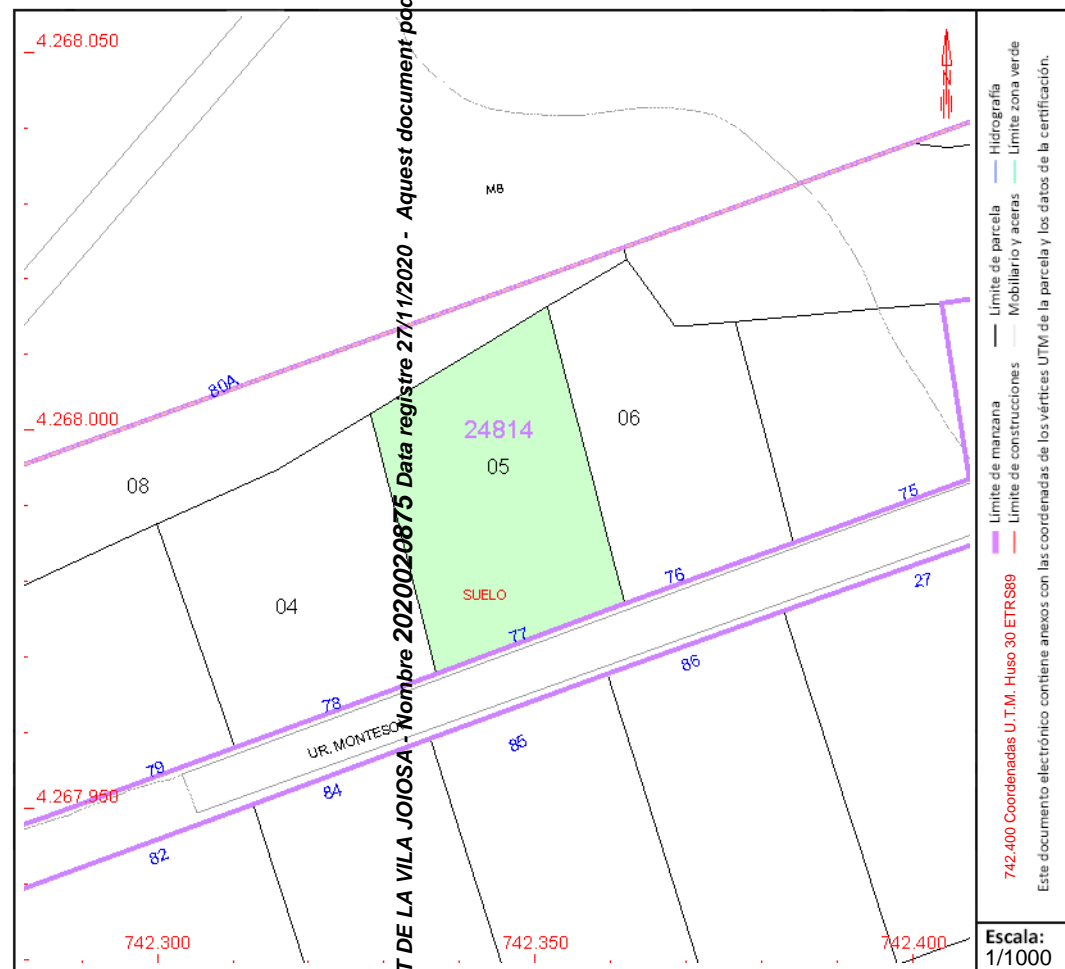 4.268.050
M8
80A
4.268.000
24814
05
06
08
75
76
04
SUELO
77
78
86
27
UR. MONTESOL
85
79
84
4.267.950
82
742.300
742.350
742.400
T DE LA VILA JOIOSA - Nombre 2020020875 Data registre 27/11/2020 - Aquest document
N
Límite de manzana
Límite de parcela
Hidrografía
Límite de construcciones
Mobiliario y aceras
Límite zona verde
742.400 Coordenadas U.T.M. Huso 30 ETRS89
Este documento electrónico contiene anexos con las coordenadas de los vértices UTM de la parcela y los datos de la certificación.
Escala:
1/1000